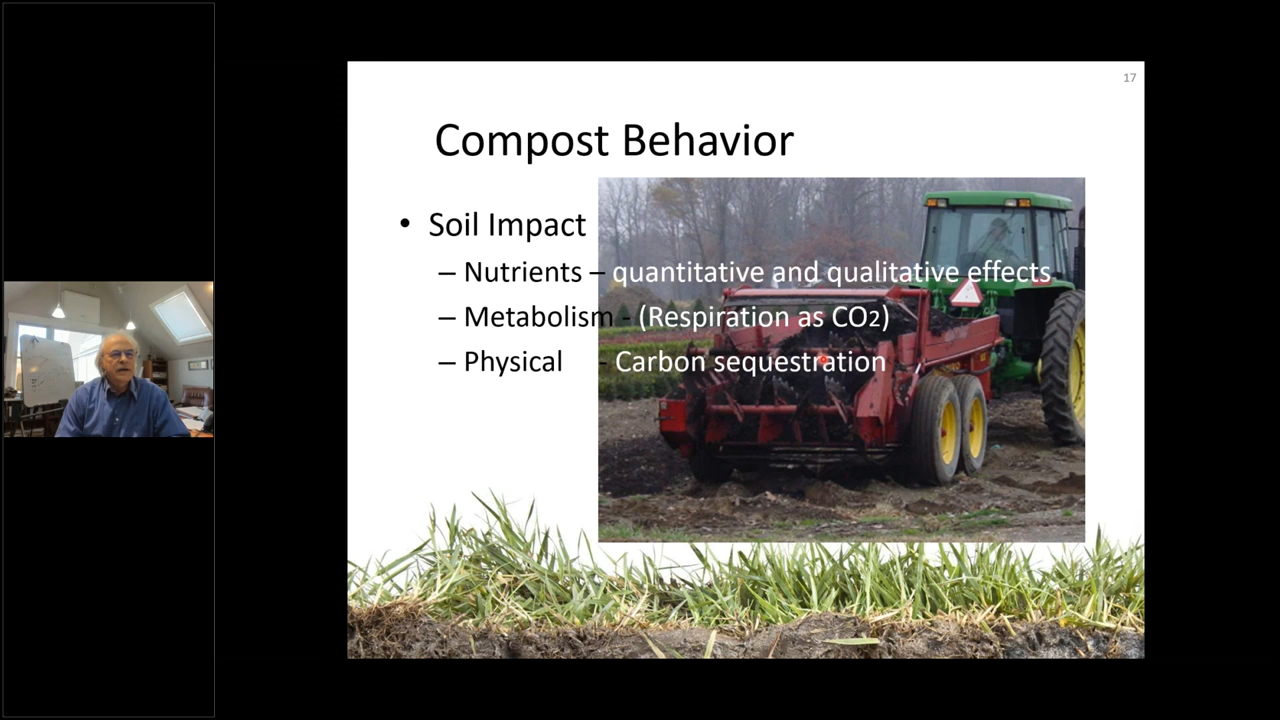 17
Compost Behavior
• Soil Impact
– Nutrients – quantitative and qualitative effects
– Metabolism - (Respiration as CO2)
– Physical - Carbon sequestration